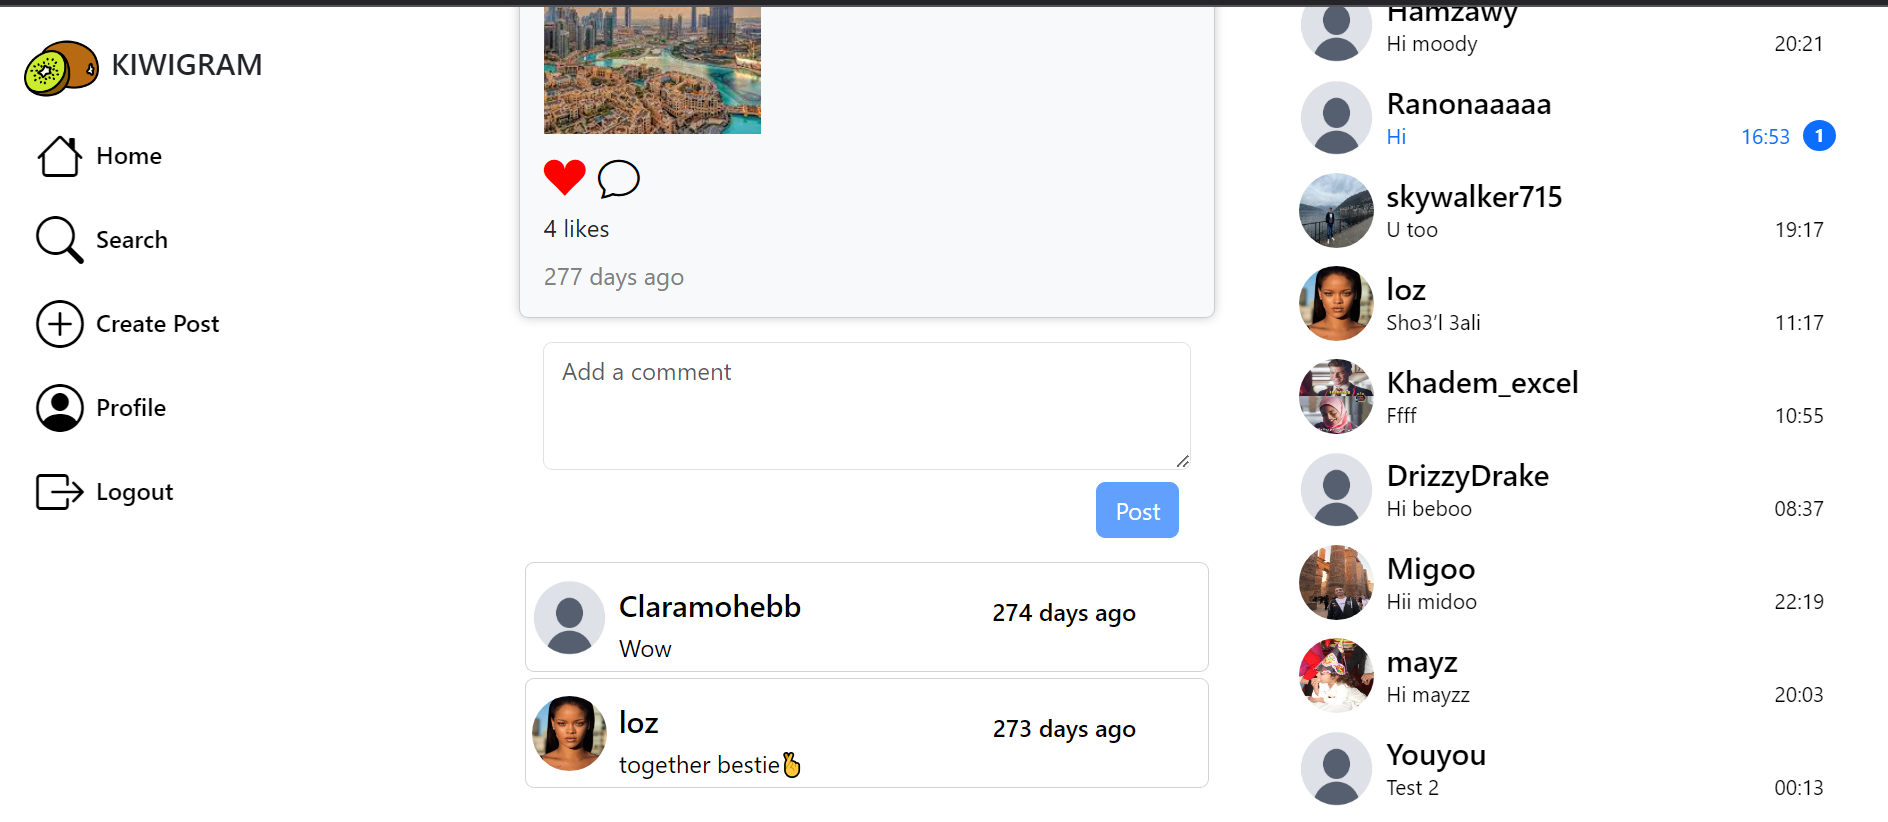 KIWIGRAM
Home
Search
Create Post
Profile
Logout
4 likes
277 days ago
Add a comment
Post
Claramohebb
274 days ago
Wow
loz
273 days ago
together bestie🫰
Hamzawy
Hi moody
20:21
Ranonaaaaa
Hi
16:53
1
skywalker715
U too
19:17
loz
Sho3'l 3ali
11:17
Khadem_excel
Ffff
10:55
DrizzyDrake
Hi beboo
08:37
Migoo
Hii midoo
22:19
mayz
Hi mayzz
20:03
Youyou
Test 2
00:13